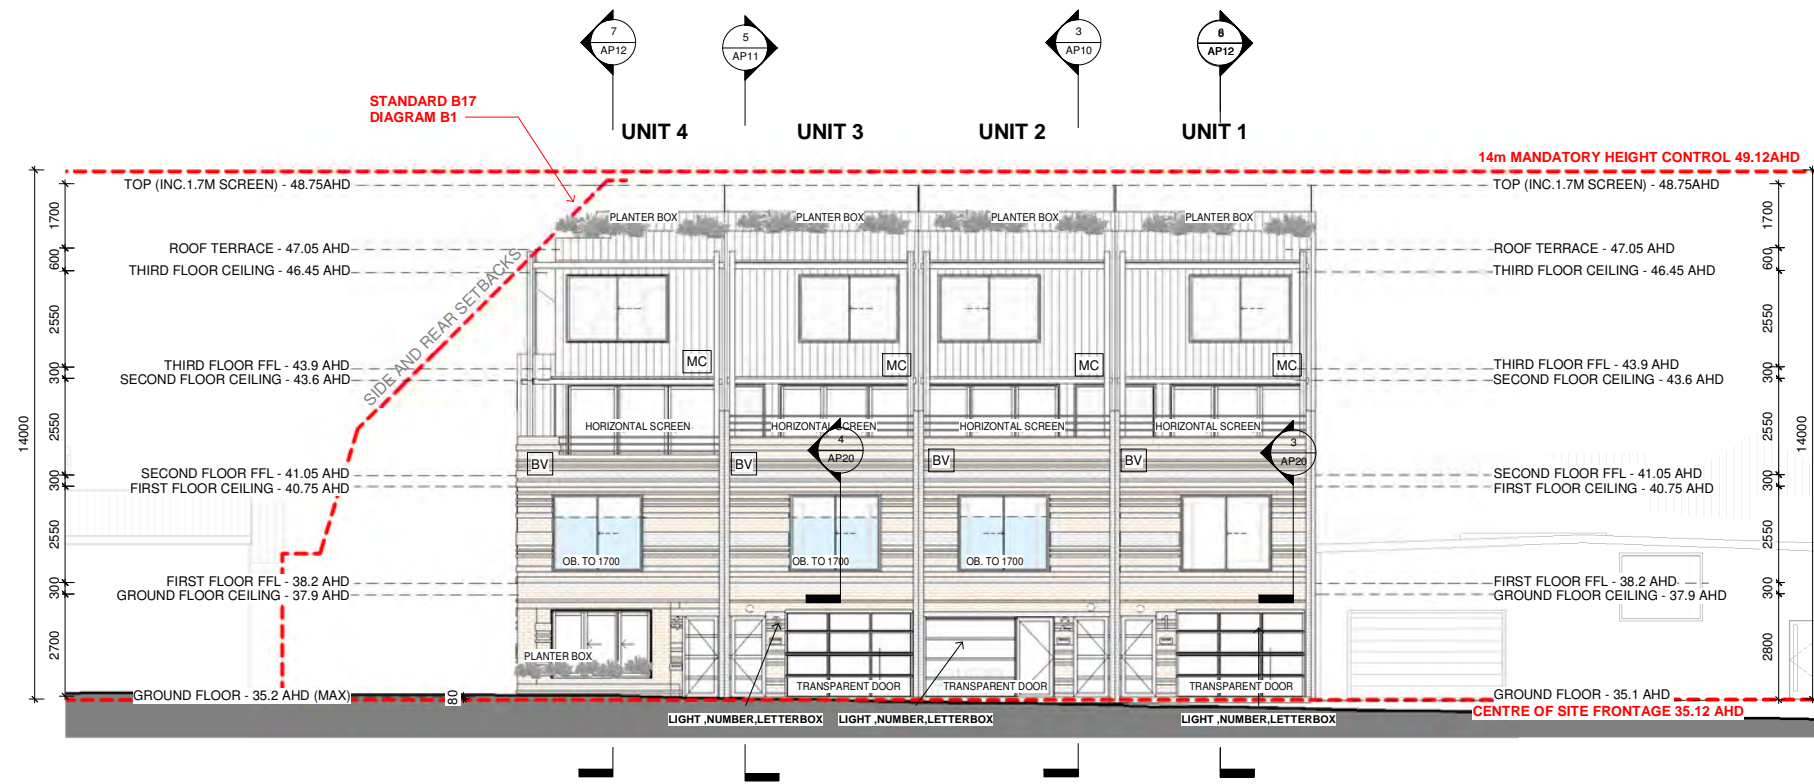 7
AP12
5
AP11
3
AP10
AP12
STANDARD B17
DIAGRAM B1
UNIT 4
UNIT 3
UNIT 2
UNIT 1
14m MANDATORY HEIGHT CONTROL 49.12AHD
TOP (INC.1.7M SCREEN) - 48.75AHD
TOP (INC.1.7M SCREEN) - 48.75AHD
1700
1700
PLANTER BOX
PLANTER BOX
PLANTER BOX
PLANTER BOX
ROOF TERRACE - 47.05 AHD
ROOF TERRACE - 47.05 AHD
600
600
THIRD FLOOR CEILING - 46.45 AHD
THIRD FLOOR CEILING - 46.45 AHD
SIDE AND REAR SETBACKS
2550
2550
MC
MC
MC
MC
THIRD FLOOR FFL - 43.9 AHD
THIRD FLOOR FFL - 43.9 AHD
300
300
SECOND FLOOR CEILING - 43.6 AHD
SECOND FLOOR CEILING - 43.6 AHD
14000
14000
2550
2550
HORIZONTAL SCREEN
HORIZONTAL SCREEN
HORIZONTAL SCREEN
HORIZONTAL SCREEN
4
AP20
3
AP20
BV
BV
BV
BV
SECOND FLOOR FFL - 41.05 AHD
SECOND FLOOR FFL - 41.05 AHD
300
300
FIRST FLOOR CEILING - 40.75 AHD
FIRST FLOOR CEILING - 40.75 AHD
2550
2550
OB. TO 1700
OB. TO 1700
OB. TO 1700
FIRST FLOOR FFL - 38.2 AHD
FIRST FLOOR FFL - 38.2 AHD
300
300
GROUND FLOOR CEILING - 37.9 AHD
GROUND FLOOR CEILING - 37.9 AHD
2700
2800
PLANTER BOX
TRANSPARENT DOOR
TRANSPARENT DOOR
TRANSPARENT DOOR
GROUND FLOOR - 35.2 AHD (MAX)
80
GROUND FLOOR - 35.1 AHD
CENTRE OF SITE FRONTAGE 35.12 AHD
LIGHT ,NUMBER,LETTERBOX
LIGHT ,NUMBER,LETTERBOX
LIGHT ,NUMBER,LETTERBOX